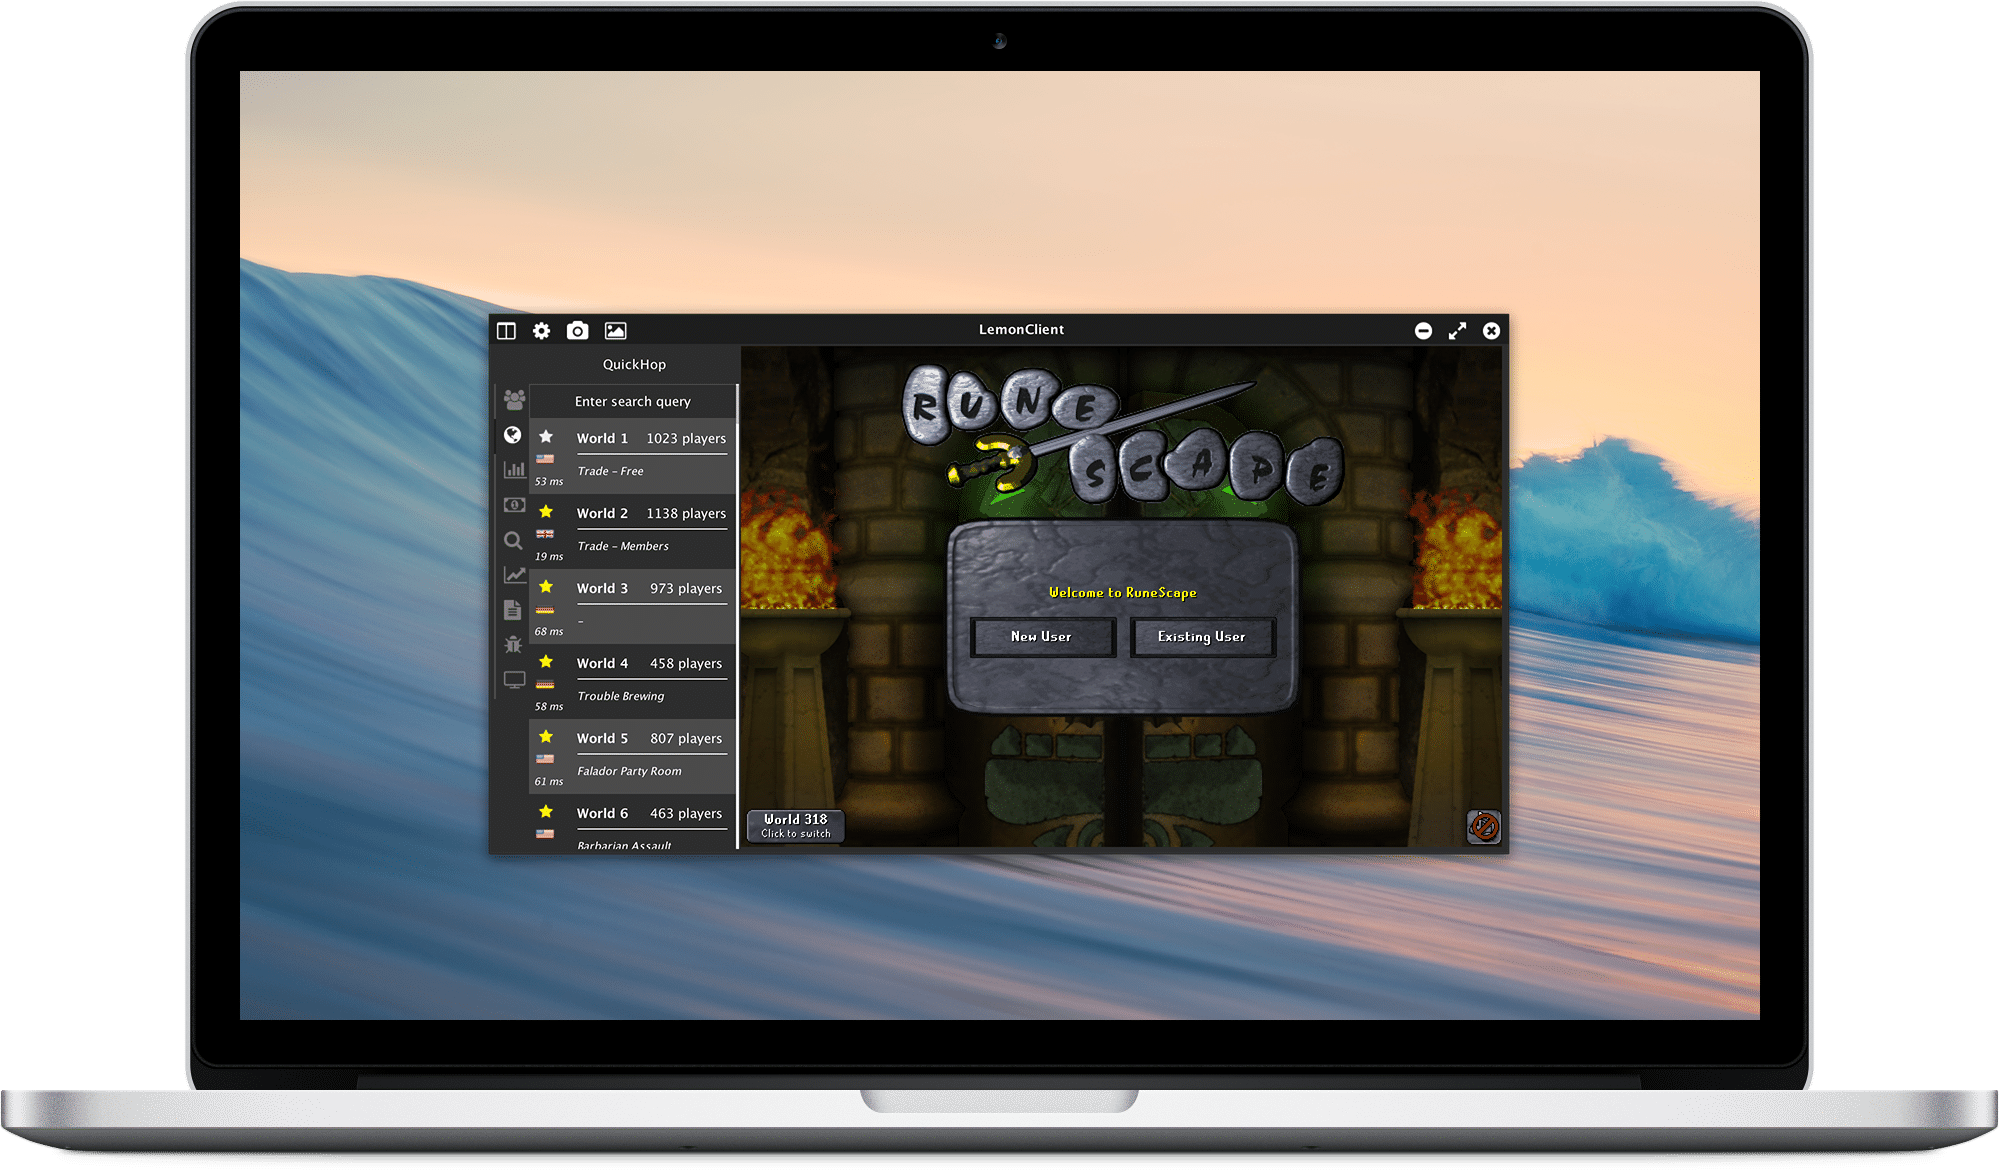 LemonClient
QuickHop
Enter search query
World 1 1023 players
Trade – Free
53 ms
World 2 1138 players
Trade – Members
19 ms
World 3 973 players
–
68 ms
World 4 458 players
Trouble Brewing
58 ms
World 5 807 players
Falador Party Room
61 ms
World 6 463 players
Barbarian Assault
RUNE
SCAPE
Welcome to RuneScape
New User
Existing User
World 318
Click to switch